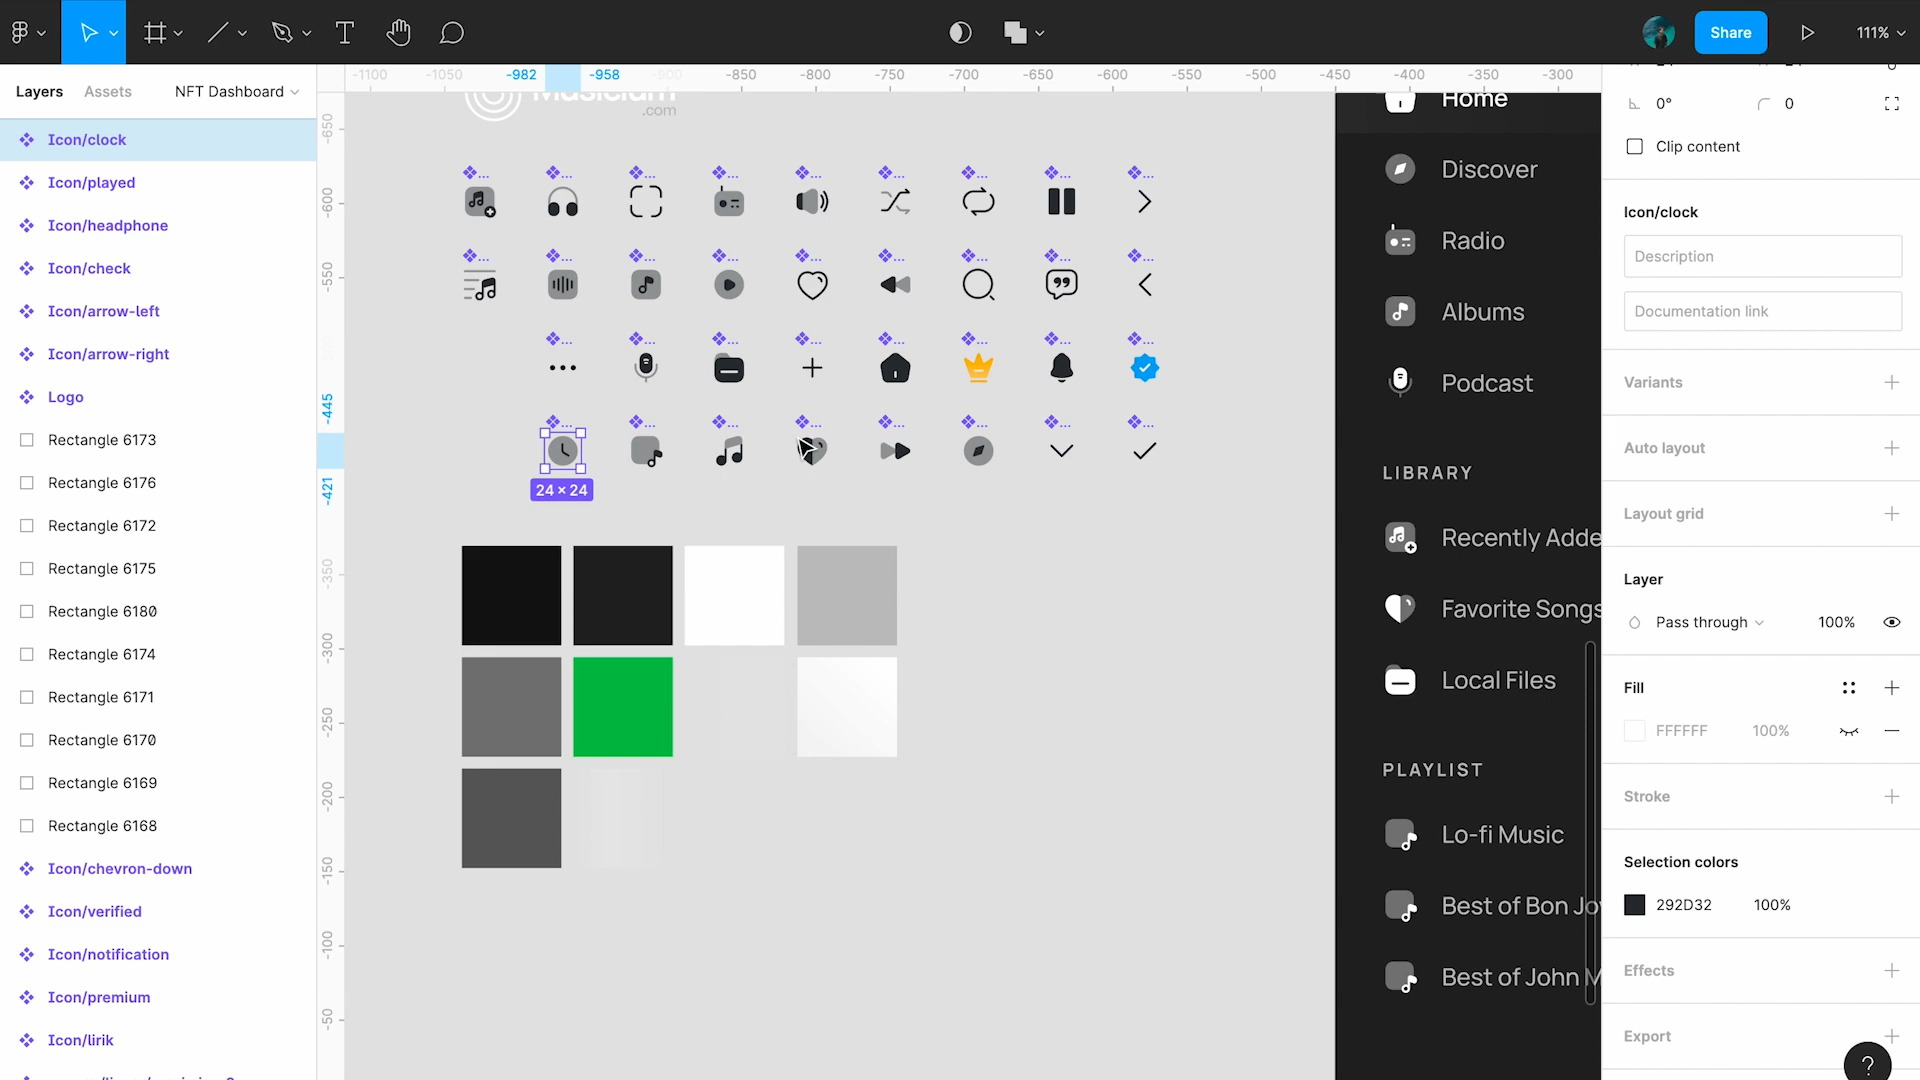 Share
111%
Layers
Assets
NFT Dashboard
-1100
-1050
-982
-958
-900
-850
-800
-750
-700
-650
-600
-550
-500
-450
-400
-350
-300
Icon/clock
Icon/played
Icon/headphone
Icon/check
Icon/arrow-left
Icon/arrow-right
Logo
Rectangle 6173
Rectangle 6176
Rectangle 6172
Rectangle 6175
Rectangle 6180
Rectangle 6174
Rectangle 6171
Rectangle 6170
Rectangle 6169
Rectangle 6168
Icon/chevron-down
Icon/verified
Icon/notification
Icon/premium
Icon/lirik
-650
-600
-550
-445
-421
-350
-300
-250
-200
-150
-100
-50
.com
24 × 24
Home
Discover
Radio
Albums
Podcast
LIBRARY
Recently Adde
Favorite Songs
Local Files
PLAYLIST
Lo-fi Music
Best of Bon Jov
Best of John M
0°
0
Clip content
Icon/clock
Description
Documentation link
Variants
Auto layout
Layout grid
Layer
Pass through
100%
Fill
FFFFFF
100%
Stroke
Selection colors
292D32
100%
Effects
Export
?